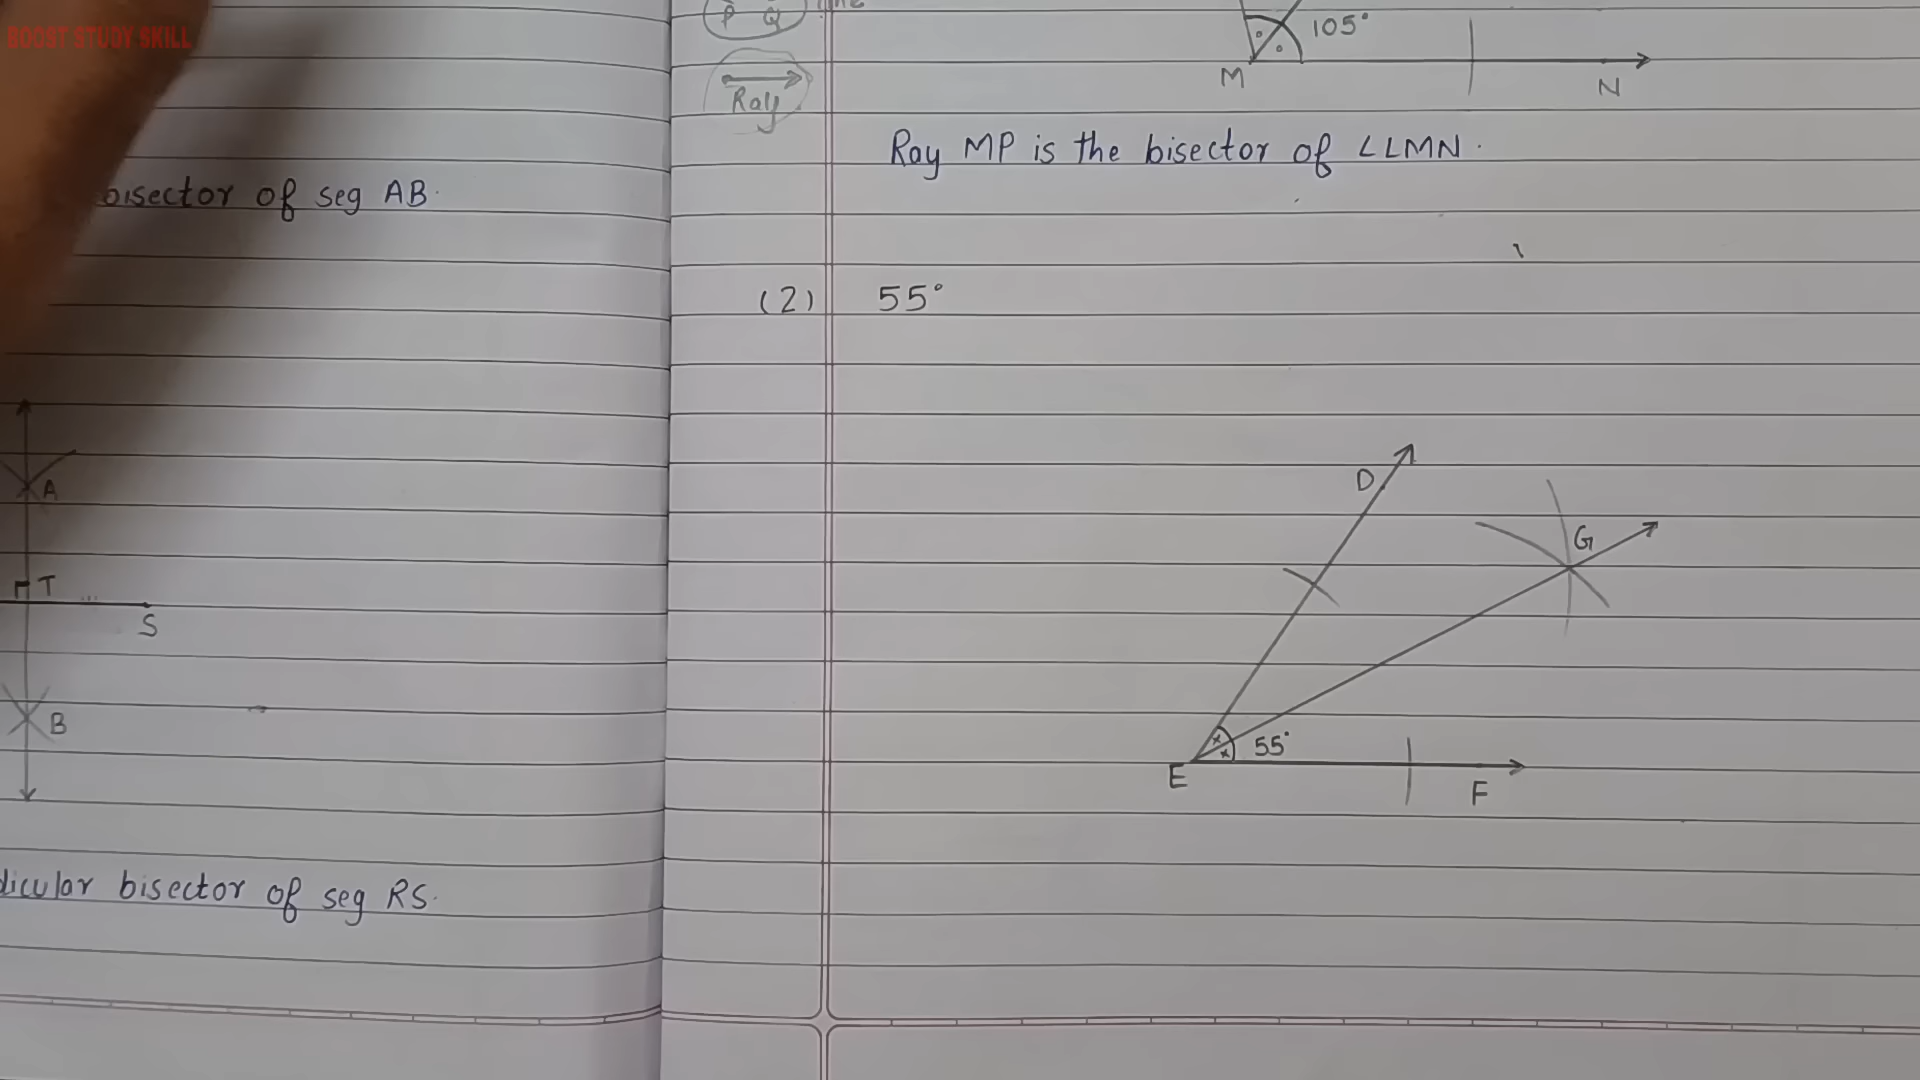 BOOST STUDY SKILL
bisector of seg AB.
A
T
S
B
dicular bisector of seg RS.
P Q
Ray
105°
M
N
Ray MP is the bisector of ∠LMN.
(2) 55°
D
G
55°
E
F